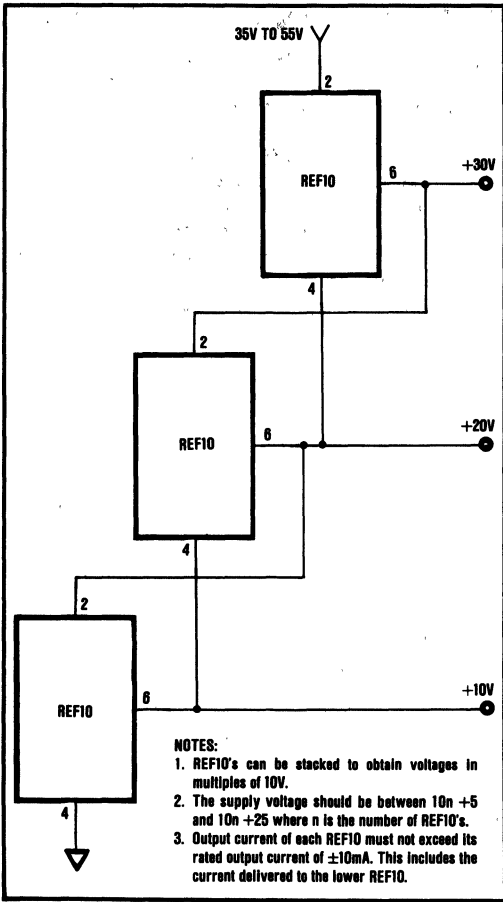 35V TO 55V
2
REF10
6
+30V
4
2
REF10
6
+20V
4
2
REF10
6
+10V
4
NOTES:
1. REF10's can be stacked to obtain voltages in
multiples of 10V.
2. The supply voltage should be between 10n +5
and 10n +25 where n is the number of REF10's.
3. Output current of each REF10 must not exceed its
rated output current of ±10mA. This includes the
current delivered to the lower REF10.